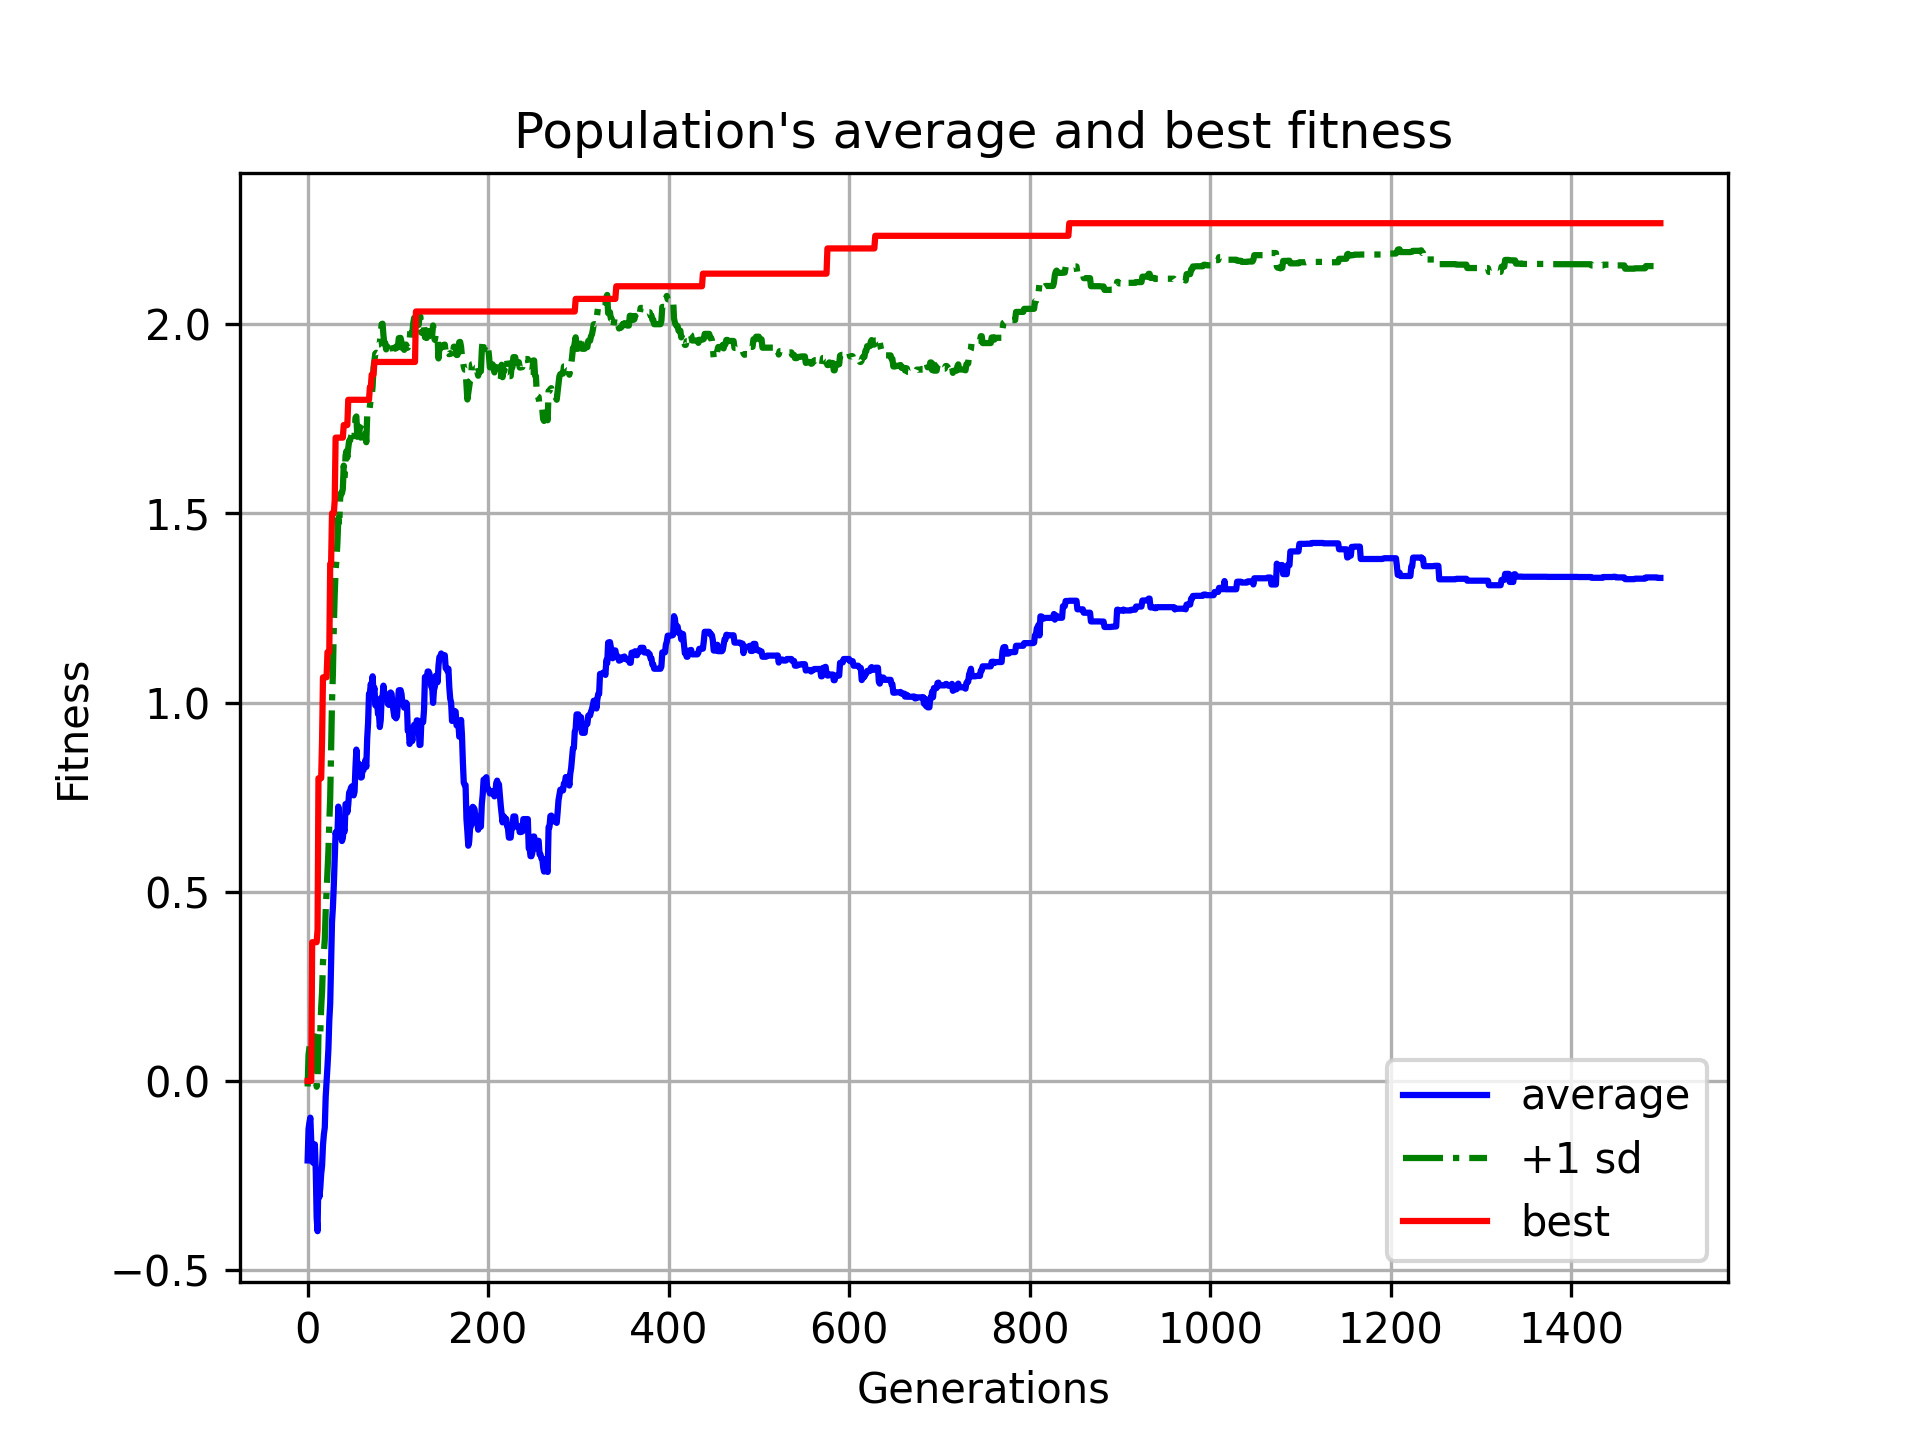 Population's average and best fitness
Fitness
2.0
1.5
1.0
0.5
0.0
−0.5
0 200 400 600 800 1000 1200 1400
Generations
average
+1 sd
best